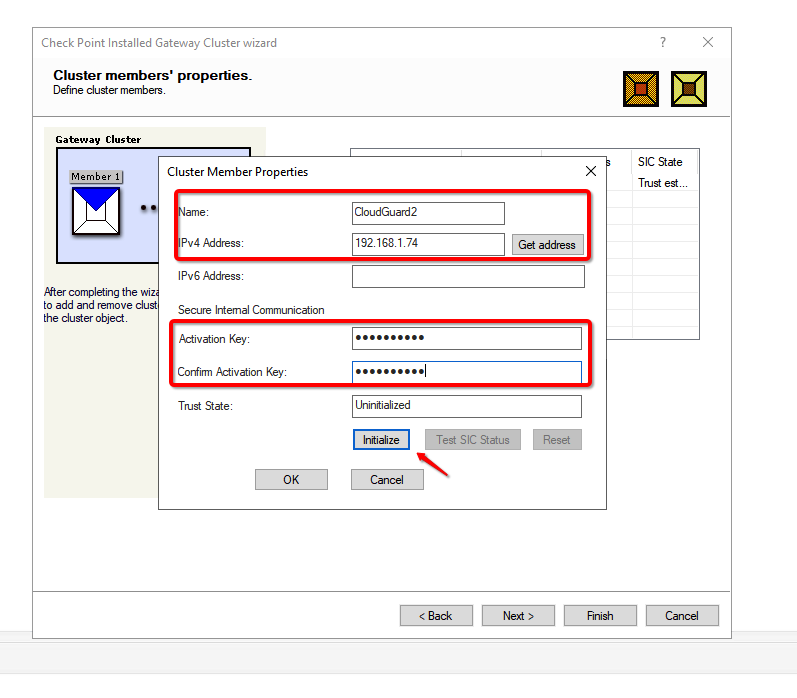 Check Point Installed Gateway Cluster wizard
?
Cluster members' properties.
Define cluster members.
Gateway Cluster
Member 1
After completing the
to add and remove
the cluster object.
SIC State
Trust est...
Cluster Member Properties
Name:
CloudGuard2
IPv4 Address:
192.168.1.74
Get address
IPv6 Address:
Secure Internal Communication
Activation Key:
••••••••••
Confirm Activation Key:
••••••••••
Trust State:
Uninitialized
Initialize
Test SIC Status
Reset
OK
Cancel
< Back
Next >
Finish
Cancel